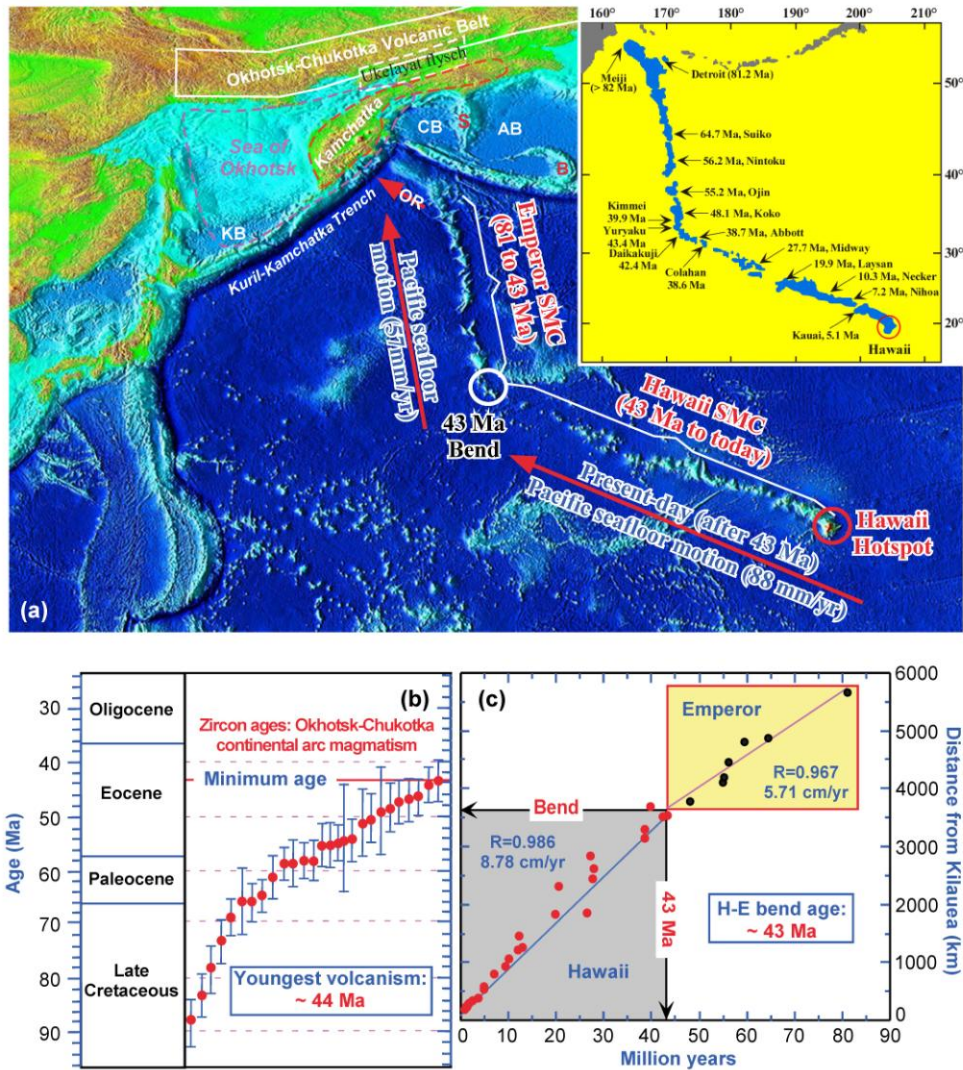 Okhotsk-Chukotka Volcanic Belt
Ukelayat flysch
Kamchatka
Sea of
Okhotsk
CB
S
AB
B
OR
KB
Kuril-Kamchatka Trench
Pacific seafloor
motion (57mm/yr)
Emperor SMC
(81 to 43 Ma)
43 Ma
Bend
Hawaii SMC
(43 Ma to today)
Present-day (after 43 Ma)
Pacific seafloor motion (88 mm/yr)
Hawaii
Hotspot
(a)
160° 170° 180° 190° 200° 210°
50°
40°
30°
20°
Meiji
(> 82 Ma)
Detroit (81.2 Ma)
64.7 Ma, Suiko
56.2 Ma, Nintoku
55.2 Ma, Ojin
Kimmei
39.9 Ma
48.1 Ma, Koko
Yuryaku
43.4 Ma
38.7 Ma, Abbott
Daikakuji
42.4 Ma
Colahan
38.6 Ma
27.7 Ma, Midway
19.9 Ma, Laysan
10.3 Ma, Necker
7.2 Ma, Nihoa
Kauai, 5.1 Ma
Hawaii
(b)
Age (Ma)
30
40
50
60
70
80
90
Oligocene
Eocene
Paleocene
Late
Cretaceous
Zircon ages: Okhotsk-Chukotka
continental arc magmatism
Minimum age
Youngest volcanism:
~ 44 Ma
(c)
Emperor
R=0.967
5.71 cm/yr
Bend
R=0.986
8.78 cm/yr
43 Ma
H-E bend age:
~ 43 Ma
Hawaii
6000
5000
4000
3000
2000
1000
0
Distance from Kilauea (km)
0 10 20 30 40 50 60 70 80 90
Million years